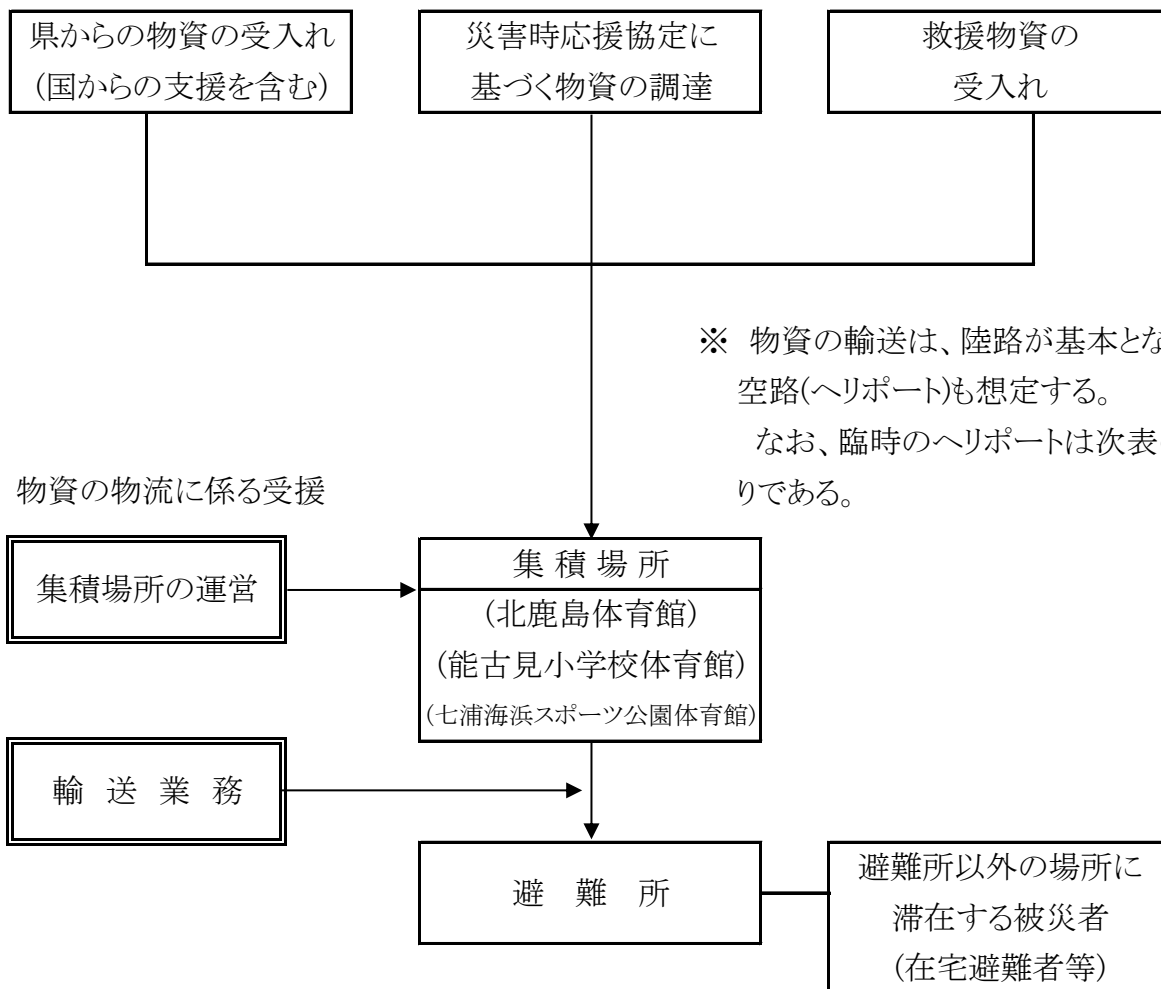 県からの物資の受入れ
(国からの支援を含む)
災害時応援協定に
基づく物資の調達
救援物資の
受入れ
※ 物資の輸送は、陸路が基本とな
空路(ヘリポート)も想定する。
なお、臨時のヘリポートは次表
りである。
物資の物流に係る受援
集積場所の運営
集 積 場 所
(北鹿島体育館)
(能古見小学校体育館)
(七浦海浜スポーツ公園体育館)
輸 送 業 務
避 難 所
避難所以外の場所に
滞在する被災者
(在宅避難者等)